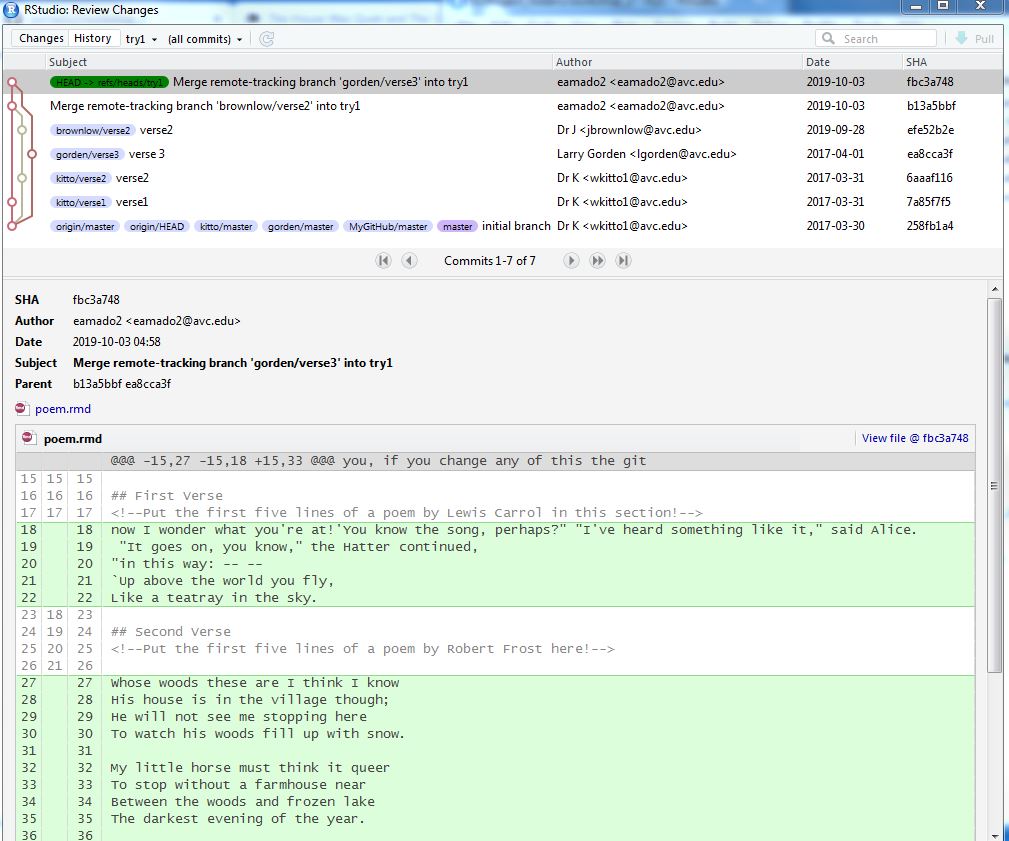 RStudio: Review Changes
Changes History try1 (all commits) Search Pull
Subject Author Date SHA
HEAD -> refs/heads/try1 Merge remote-tracking branch 'gorden/verse3' into try1 eamado2 <eamado2@avc.edu> 2019-10-03 fbc3a748
Merge remote-tracking branch 'brownlow/verse2' into try1 eamado2 <eamado2@avc.edu> 2019-10-03 b13a5bbf
brownlow/verse2 verse2 Dr J <jbrownlow@avc.edu> 2019-09-28 efe52b2e
gorden/verse3 verse 3 Larry Gorden <lgorden@avc.edu> 2017-04-01 ea8cca3f
kitto/verse2 verse2 Dr K <wkitto1@avc.edu> 2017-03-31 6aaaf116
kitto/verse1 verse1 Dr K <wkitto1@avc.edu> 2017-03-31 7a85f7f5
origin/master origin/HEAD kitto/master gorden/master MyGitHub/master master initial branch Dr K <wkitto1@avc.edu> 2017-03-30 258fb1a4
Commits 1-7 of 7
SHA fbc3a748
Author eamado2 <eamado2@avc.edu>
Date 2019-10-03 04:58
Subject Merge remote-tracking branch 'gorden/verse3' into try1
Parent b13a5bbf ea8cca3f
poem.rmd
poem.rmd View file @ fbc3a748
@@@ -15,27 -15,18 +15,33 @@@ you, if you change any of this the git
15 15 15
16 16 16 ## First Verse
17 17 17 <!--Put the first five lines of a poem by Lewis Carrol in this section!-->
18 18 now I wonder what you're at!'You know the song, perhaps?" "I've heard something like it," said Alice.
19 19 "It goes on, you know," the Hatter continued,
20 20 "in this way: -- --
21 21 `Up above the world you fly,
22 22 Like a teatray in the sky.
23 18 23
24 19 24 ## Second Verse
25 20 25 <!--Put the first five lines of a poem by Robert Frost here!-->
26 21 26
27 27 Whose woods these are I think I know
28 28 His house is in the village though;
29 29 He will not see me stopping here
30 30 To watch his woods fill up with snow.
31 31
32 32 My little horse must think it queer
33 33 To stop without a farmhouse near
34 34 Between the woods and frozen lake
35 35 The darkest evening of the year.
36 36